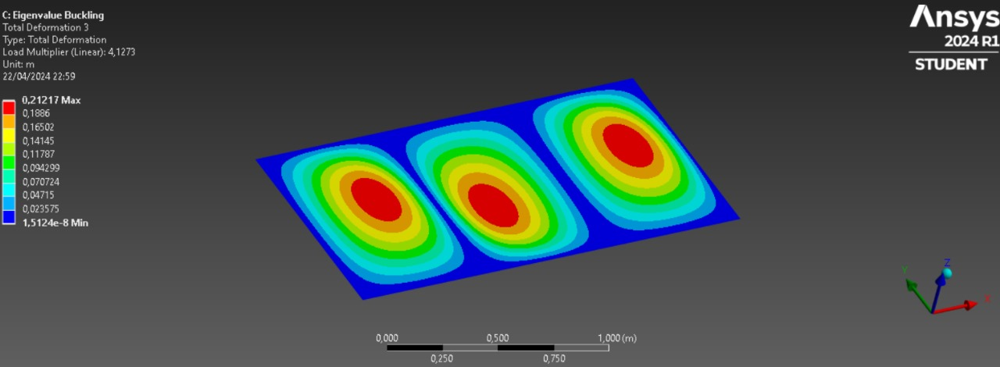 C: Eigenvalue Buckling
Total Deformation 3
Type: Total Deformation
Load Multiplier (Linear): 4,1273
Unit: m
22/04/2024 22:59
0,21217 Max
0,1886
0,16502
0,14145
0,11787
0,094299
0,070724
0,04715
0,023575
1,5124e-8 Min
Ansys
2024 R1
STUDENT
0,000 0,500 1,000 (m)
0,250 0,750
Y Z X